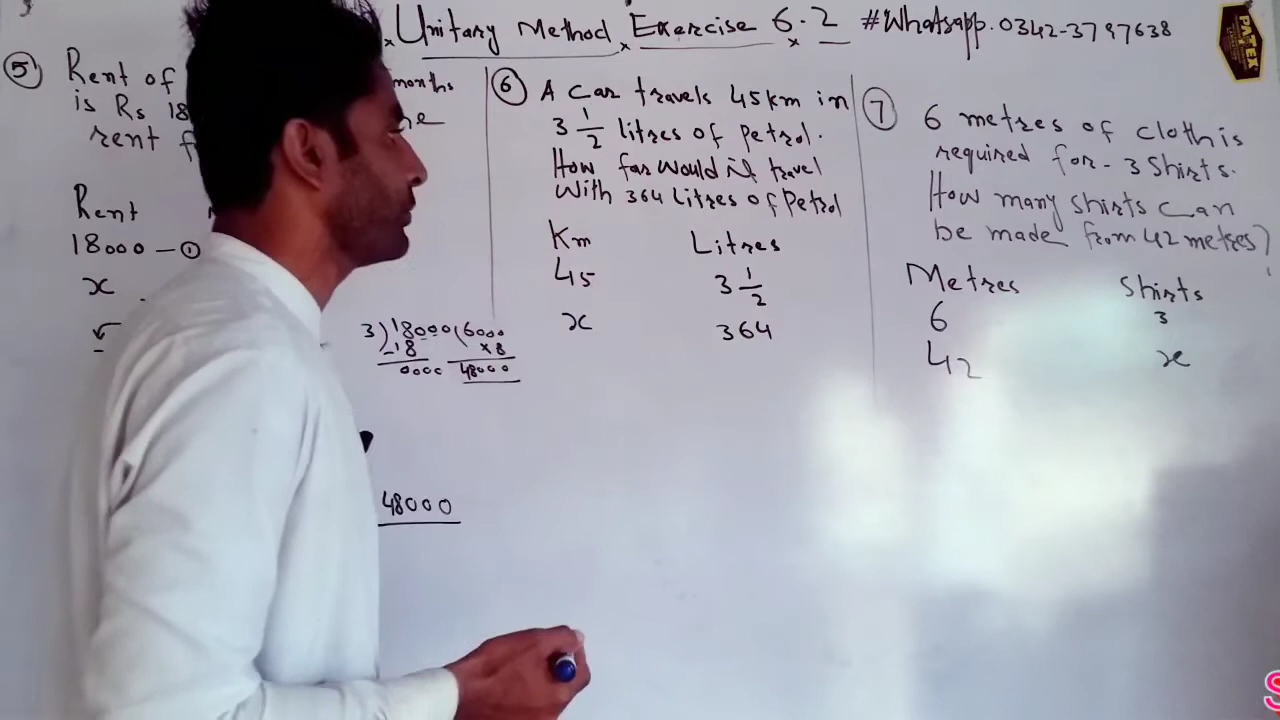 Unitary Method Exercise 6.2 #Whatsapp.0342-3797638
PATEX
5 Rent of months
is Rs 18
rent f
Rent
18000 - 1
x
3)18000(6000
-18 ×8
0000 48000
48000
6 A car travels 45km in
3 1/2 litres of petrol.
How far would it travel
With 364 Litres of Petrol
Km Litres
45 3 1/2
x 364
7 6 metres of cloth is
required for - 3 Shirts.
How many shirts can
be made from 42 metres?
Metres Shirts
6 3
42 x
S